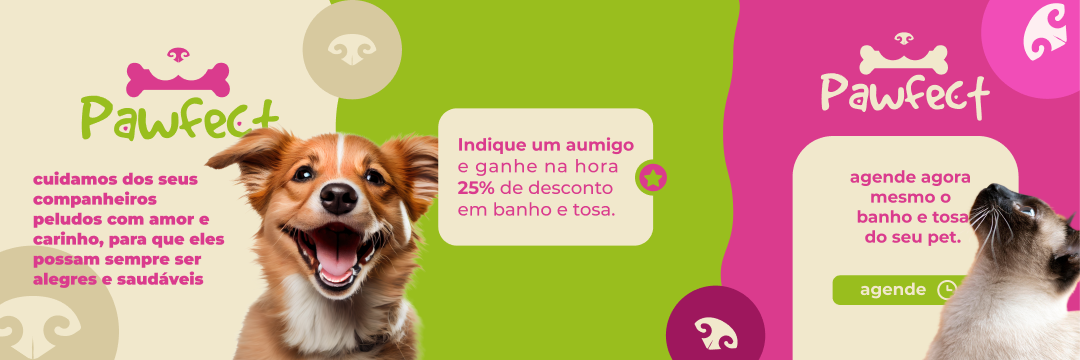 Pawfect
cuidamos dos seus
companheiros
peludos com amor e
carinho, para que eles
possam sempre ser
alegres e saudáveis
Indique um aumigo
e ganhe na hora
25% de desconto
em banho e tosa.
Pawfect
agende agora
mesmo o
banho e tosa
do seu pet.
agende